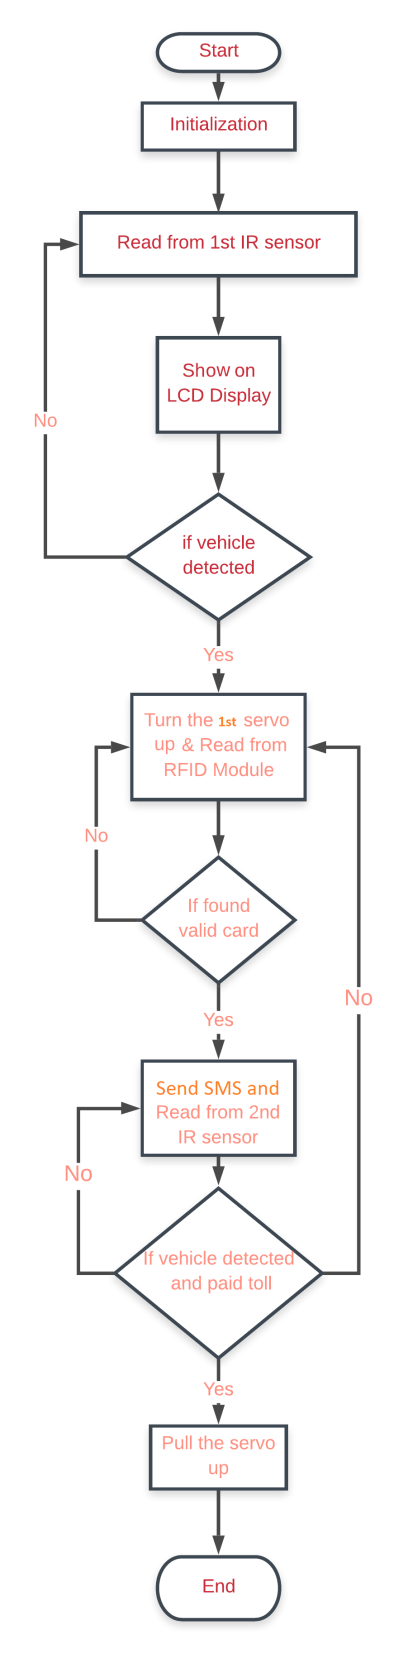 Start
Initialization
Read from 1st IR sensor
Show on
LCD Display
No
if vehicle
detected
Yes
Turn the 1st servo
up & Read from
RFID Module
No
If found
valid card
No
Yes
Send SMS and
Read from 2nd
IR sensor
No
If vehicle detected
and paid toll
Yes
Pull the servo
up
End